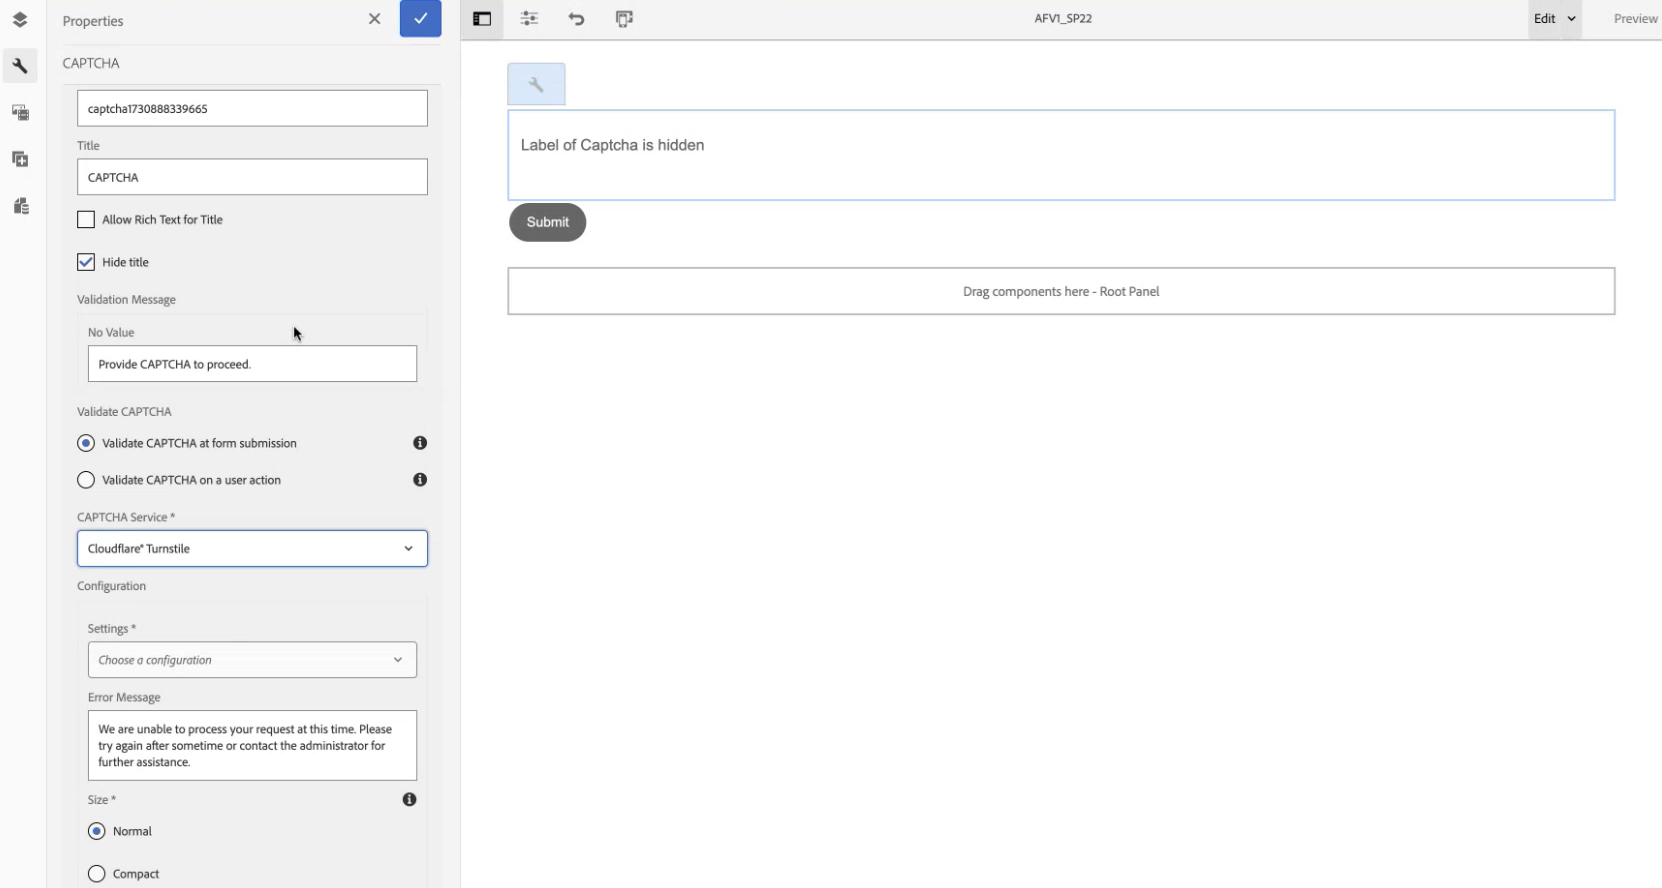 Properties
AFV1_SP22
Edit
Preview
CAPTCHA
captcha1730888339665
Title
CAPTCHA
Allow Rich Text for Title
Hide title
Validation Message
No Value
Provide CAPTCHA to proceed.
Validate CAPTCHA
Validate CAPTCHA at form submission
Validate CAPTCHA on a user action
CAPTCHA Service *
Cloudflare® Turnstile
Configuration
Settings *
Choose a configuration
Error Message
We are unable to process your request at this time. Please
try again after sometime or contact the administrator for
further assistance.
Size *
Normal
Compact
Label of Captcha is hidden
Submit
Drag components here - Root Panel